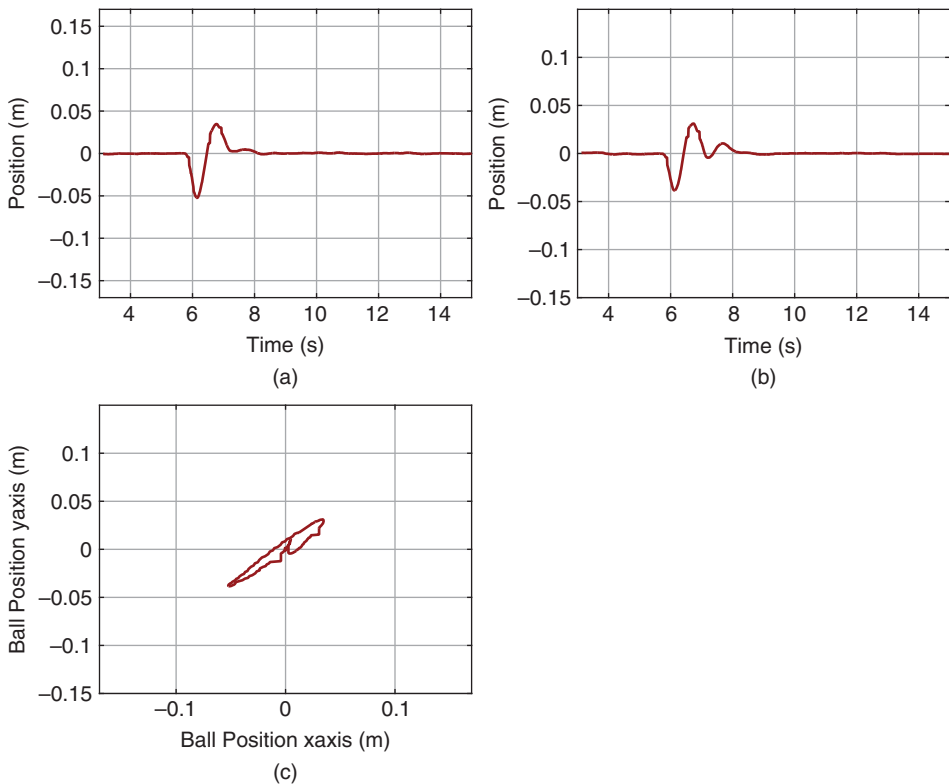 0.15
0.1
0.05
0
−0.05
−0.1
−0.15
Position (m)
4 6 8 10 12 14
Time (s)
(a)
0.1
0.05
0
−0.05
−0.1
−0.15
Position (m)
4 6 8 10 12 14
Time (s)
(b)
0.1
0.05
0
−0.05
−0.1
−0.15
Ball Position yaxis (m)
−0.1 0 0.1
Ball Position xaxis (m)
(c)